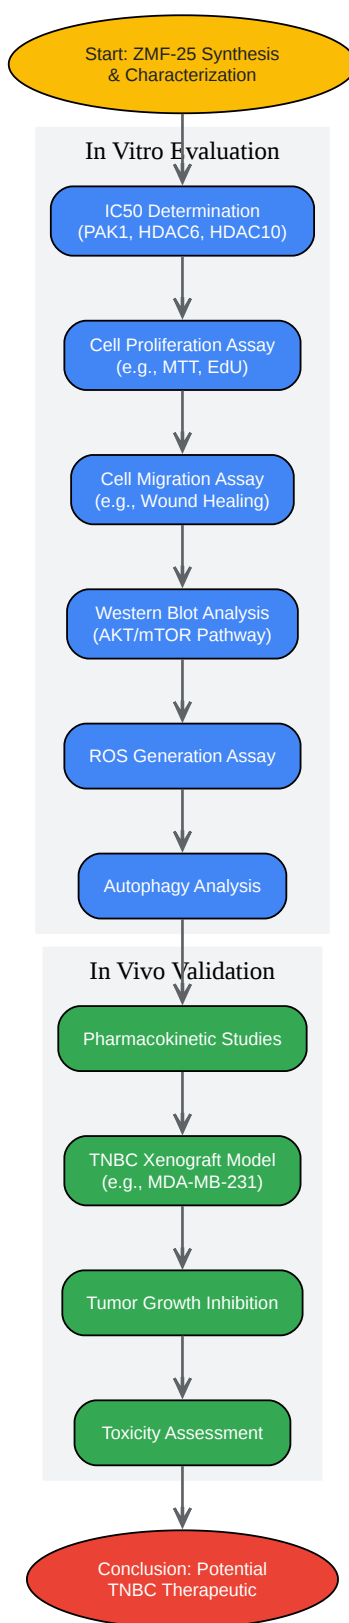 Start: ZMF-25 Synthesis
& Characterization
In Vitro Evaluation
IC50 Determination
(PAK1, HDAC6, HDAC10)
Cell Proliferation Assay
(e.g., MTT, EdU)
Cell Migration Assay
(e.g., Wound Healing)
Western Blot Analysis
(AKT/mTOR Pathway)
ROS Generation Assay
Autophagy Analysis
In Vivo Validation
Pharmacokinetic Studies
TNBC Xenograft Model
(e.g., MDA-MB-231)
Tumor Growth Inhibition
Toxicity Assessment
Conclusion: Potential
TNBC Therapeutic